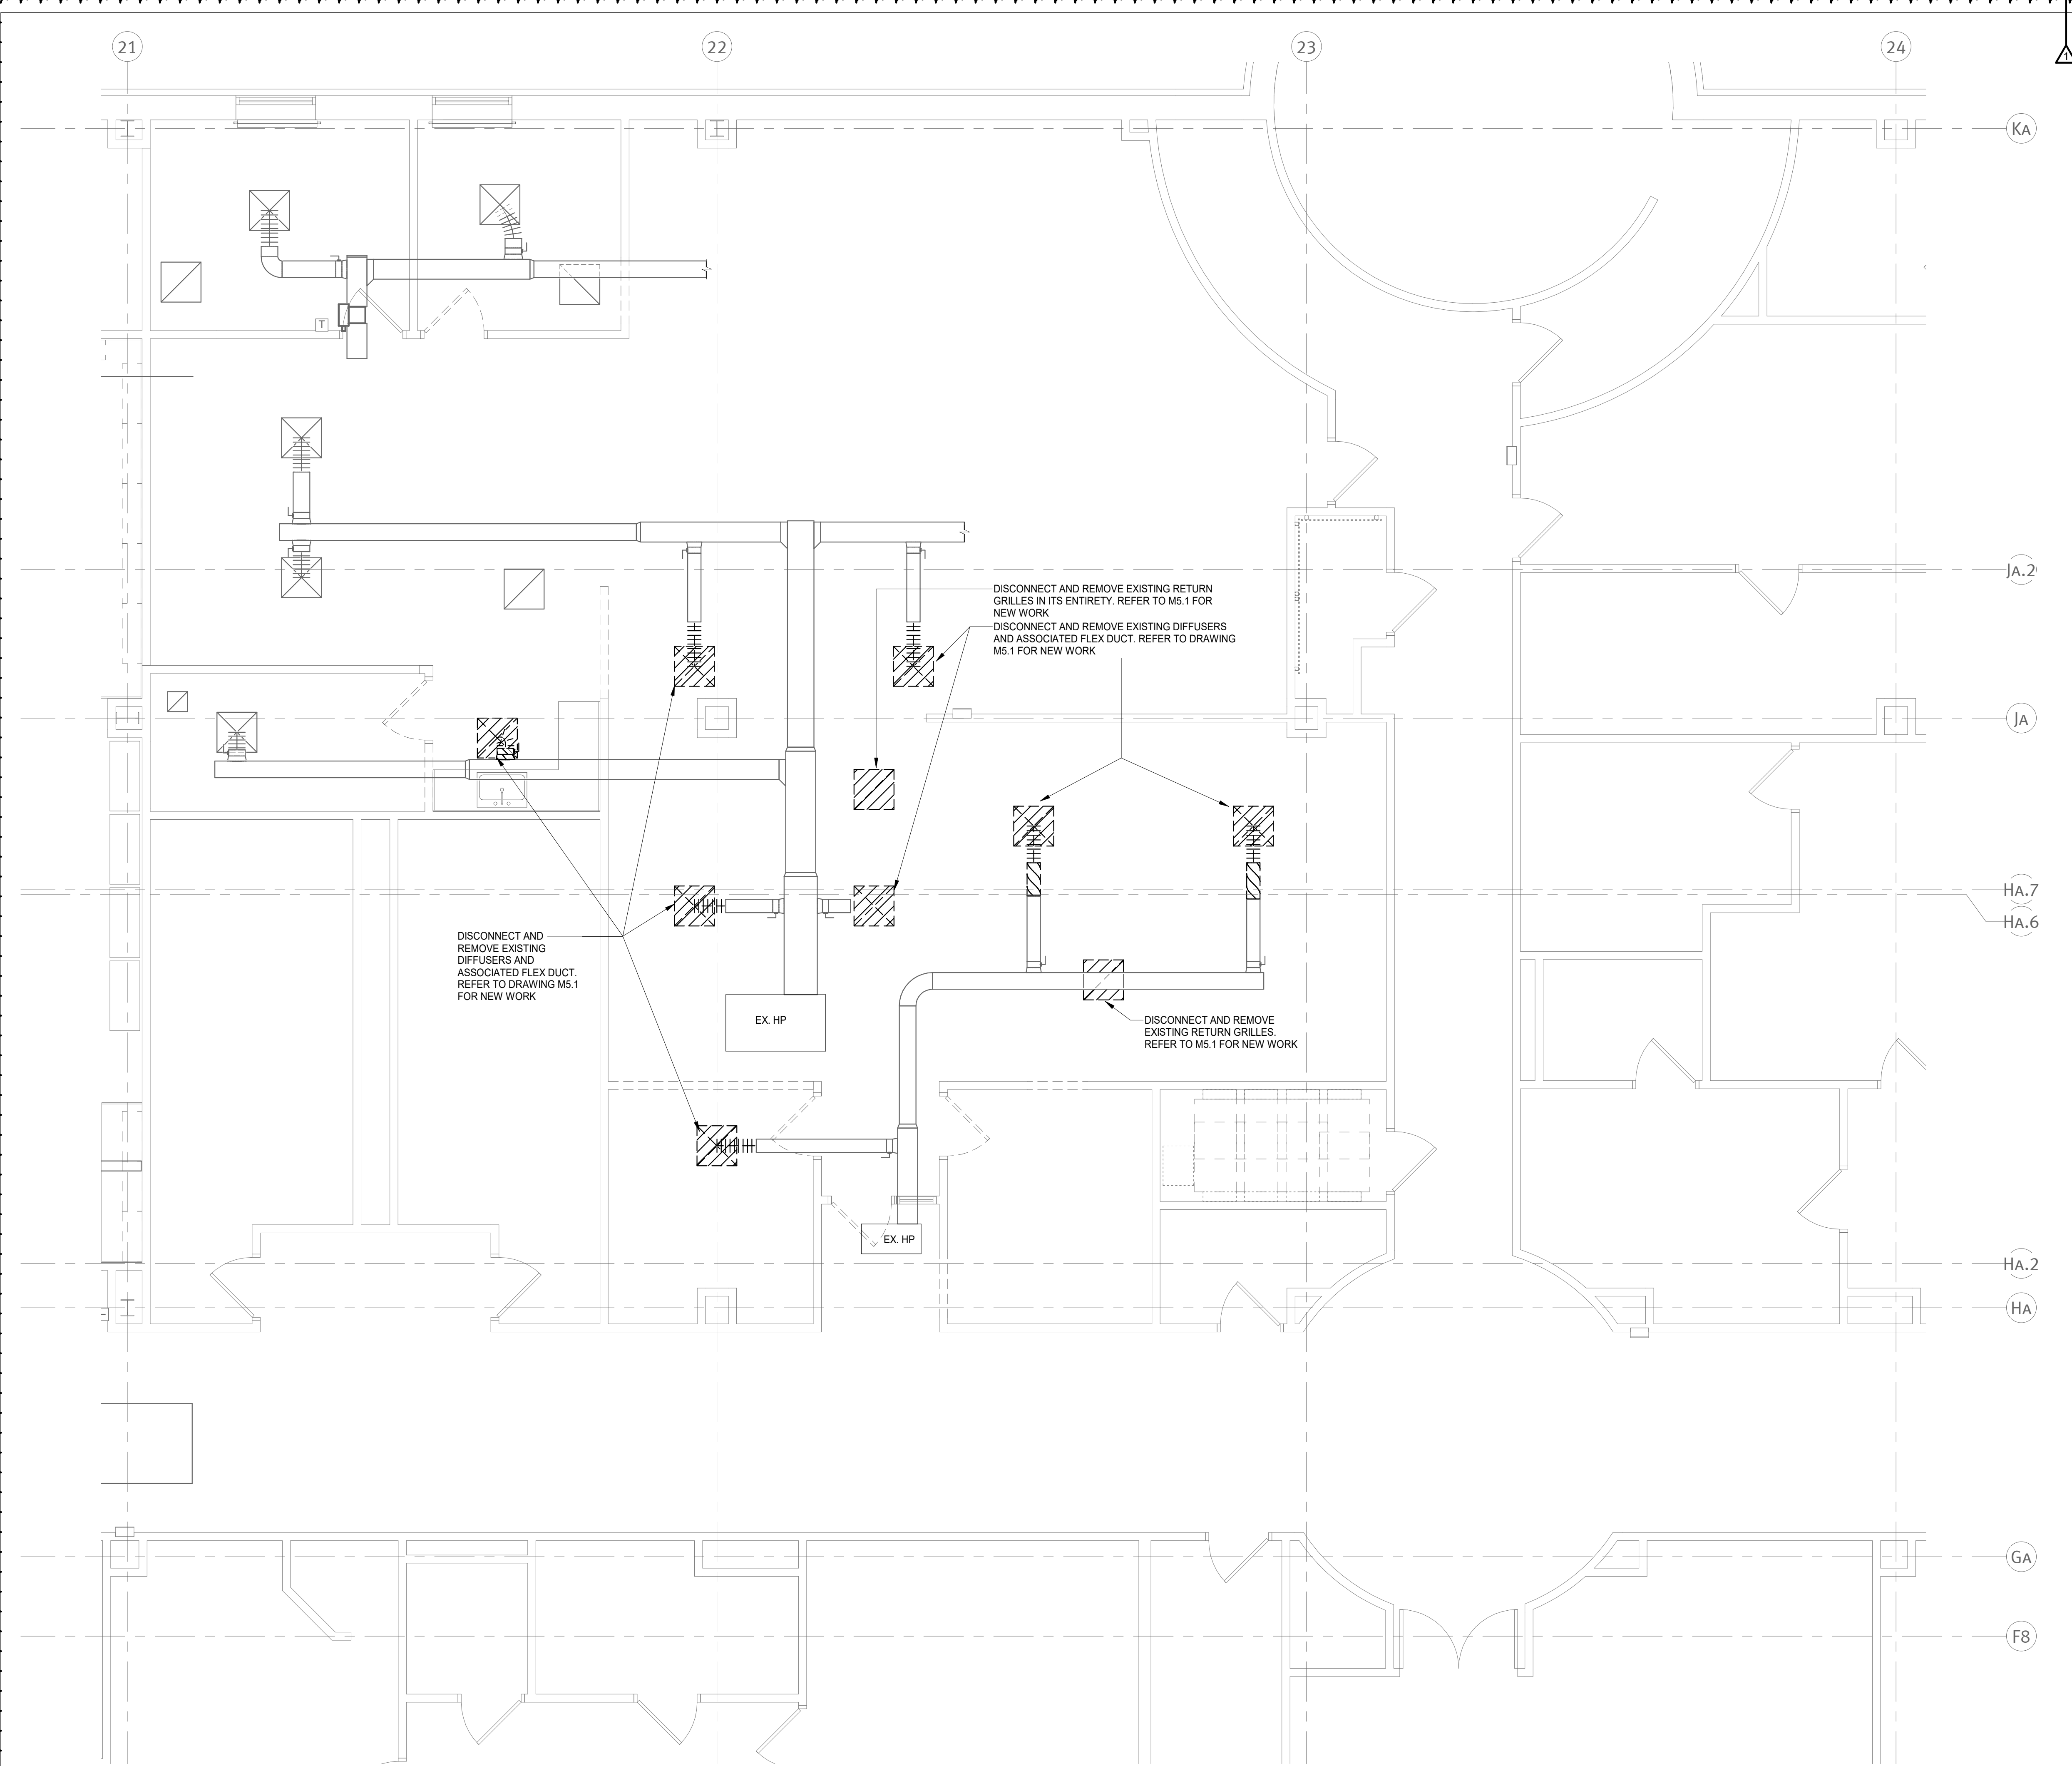 21
22
23
24
1
KA
T
JA.2
DISCONNECT AND REMOVE EXISTING RETURN
GRILLES IN ITS ENTIRETY. REFER TO M5.1 FOR
NEW WORK
DISCONNECT AND REMOVE EXISTING DIFFUSERS
AND ASSOCIATED FLEX DUCT. REFER TO DRAWING
M5.1 FOR NEW WORK
JA
HA.7
HA.6
DISCONNECT AND
REMOVE EXISTING
DIFFUSERS AND
ASSOCIATED FLEX DUCT.
REFER TO DRAWING M5.1
FOR NEW WORK
EX. HP
DISCONNECT AND REMOVE
EXISTING RETURN GRILLES.
REFER TO M5.1 FOR NEW WORK
EX. HP
HA.2
HA
GA
F8